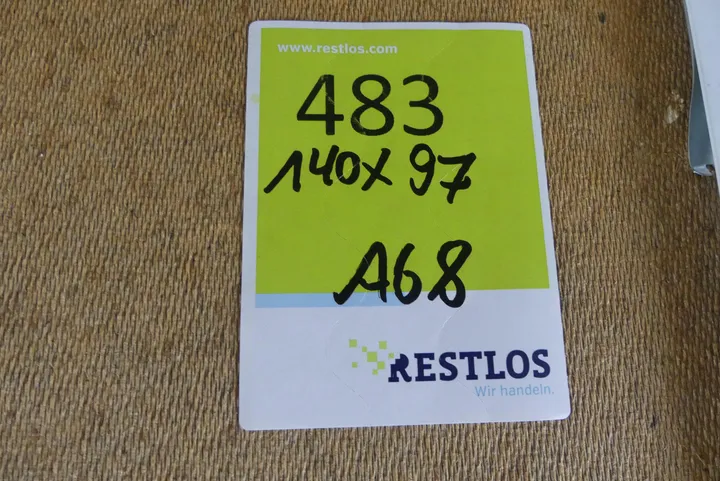 www.restlos.com
483
140x97
A68
RESTLOS
Wir handeln.